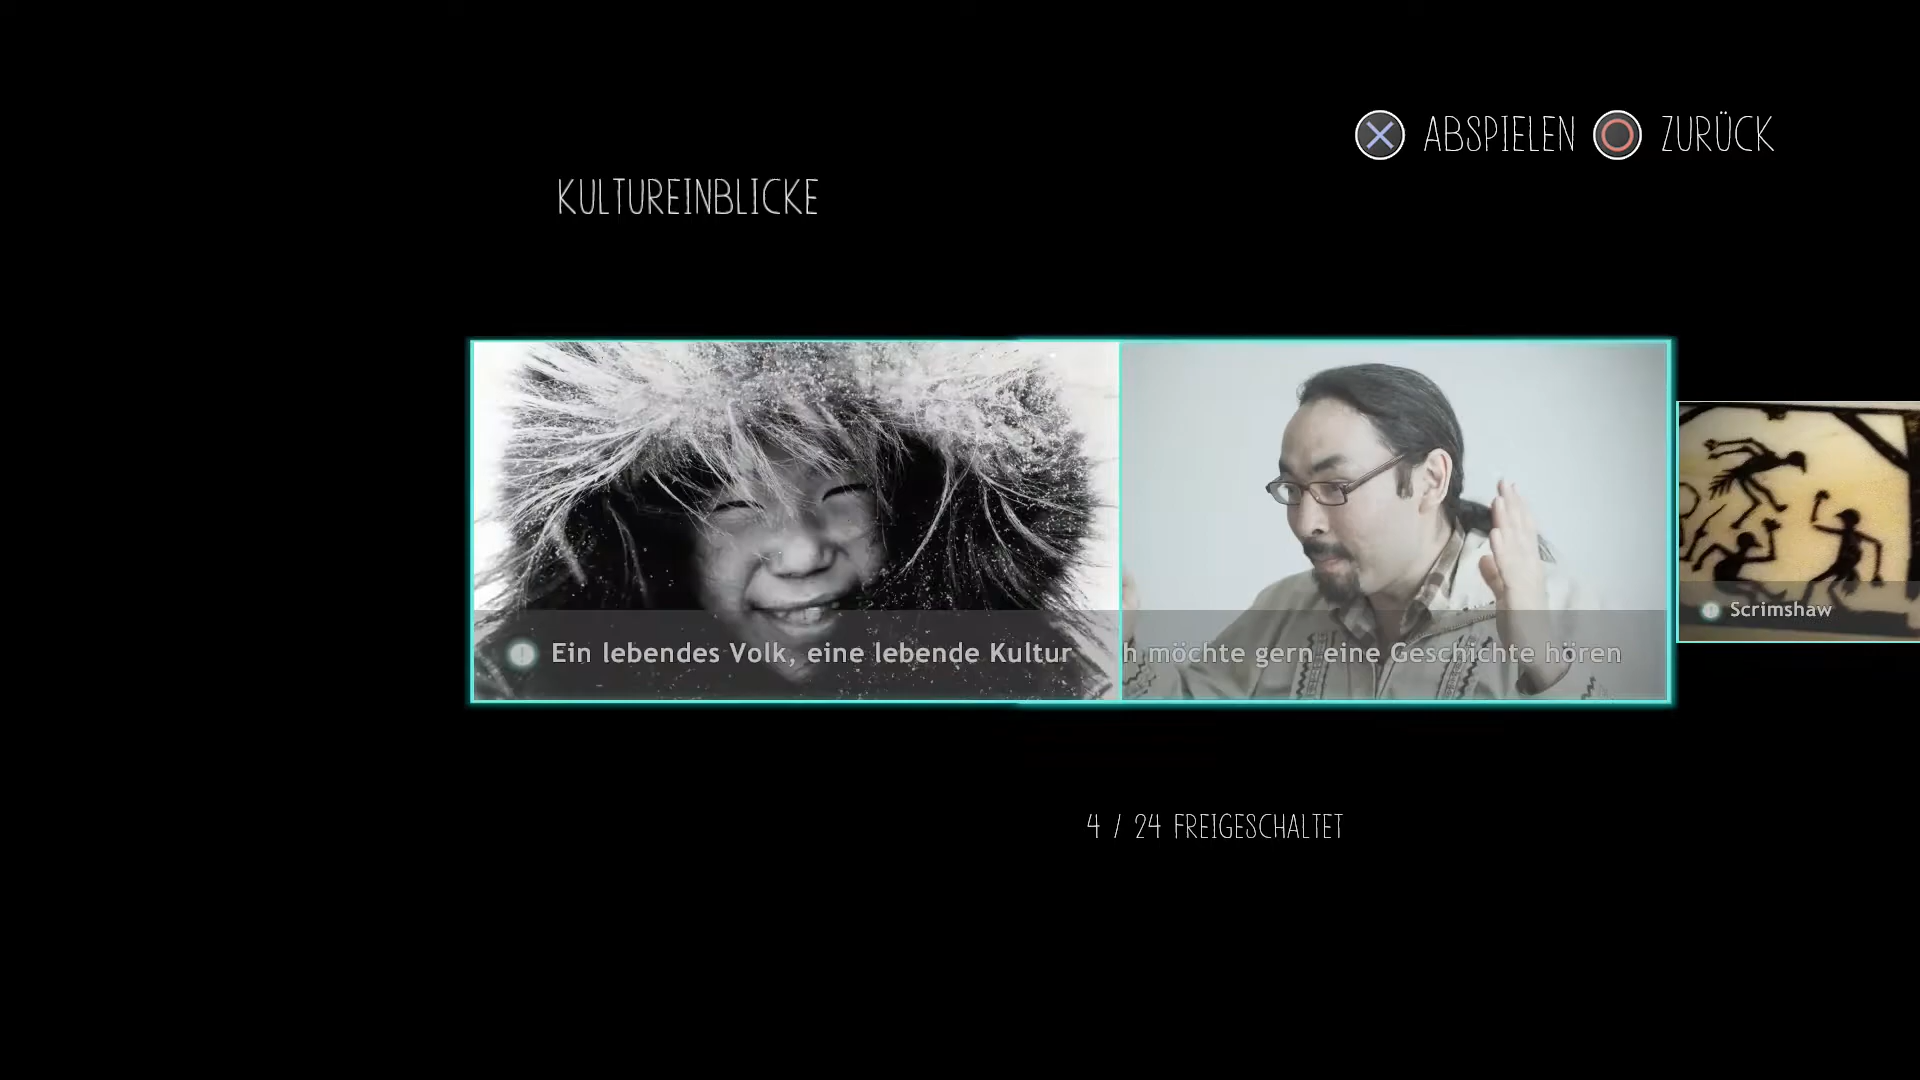 ABSPIELEN ZURÜCK
KULTUREINBLICKE
Ein lebendes Volk, eine lebende Kultur
h möchte gern eine Geschichte hören
Scrimshaw
4 / 24 FREIGESCHALTET